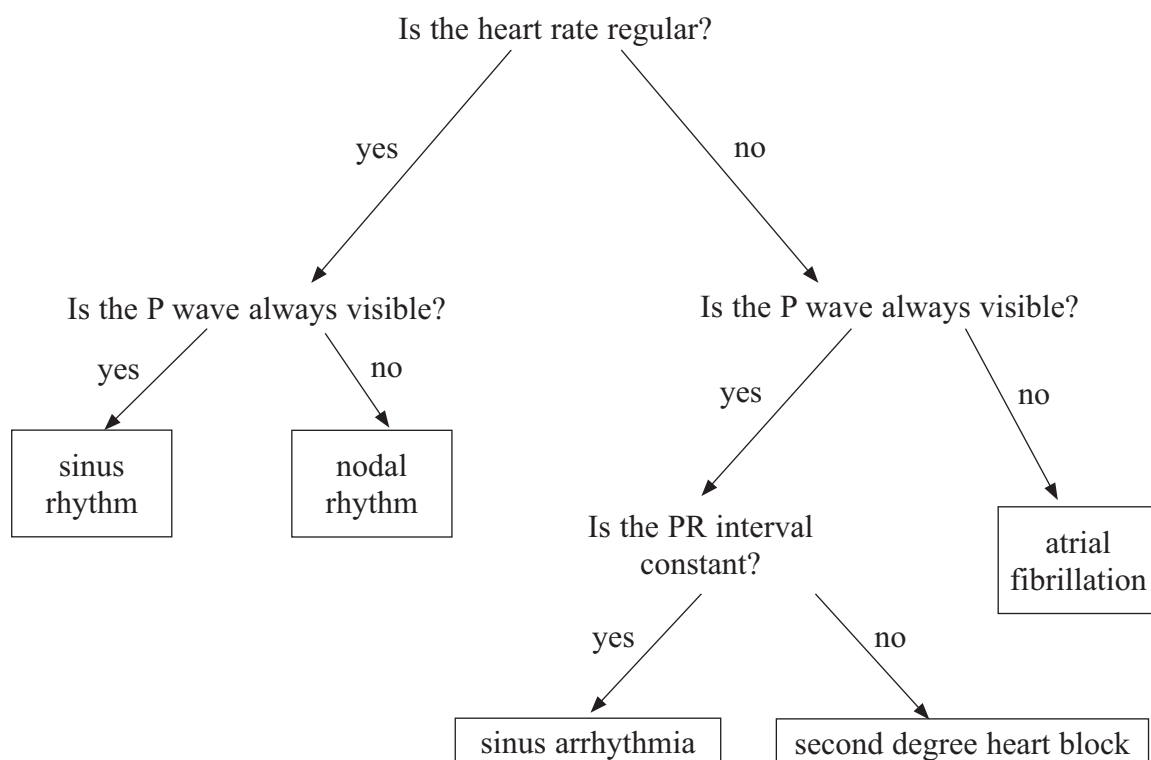 Is the heart rate regular?
yes
no
Is the P wave always visible?
Is the P wave always visible?
yes
no
yes
no
sinus
rhythm
nodal
rhythm
Is the PR interval
constant?
atrial
fibrillation
yes
no
sinus arrhythmia
second degree heart block